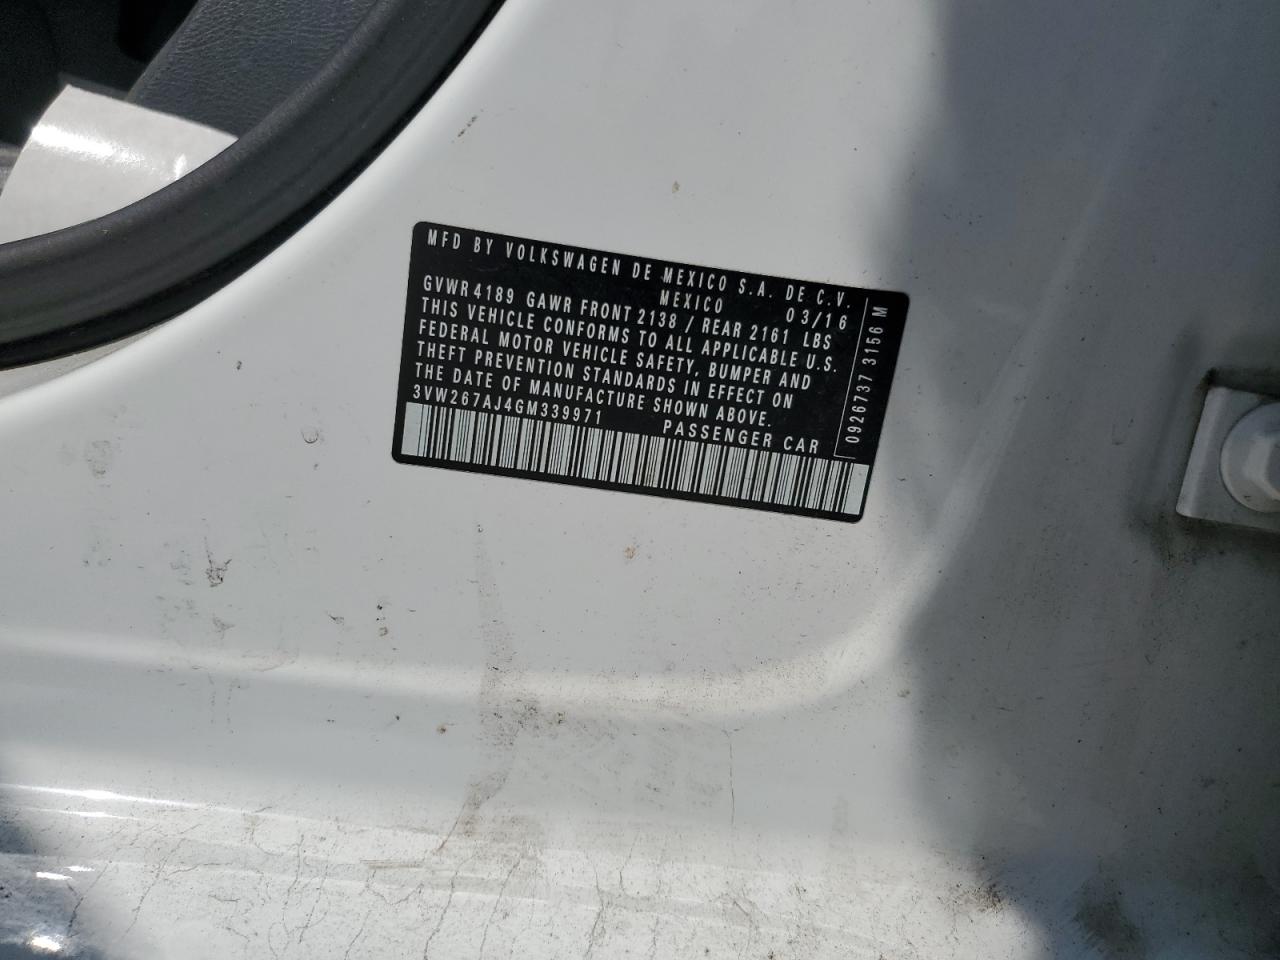 MFD BY VOLKSWAGEN DE MEXICO S.A. DE C.V.
MEXICO 03/16
GVWR 4189 GAWR FRONT 2138 / REAR 2161 LBS
THIS VEHICLE CONFORMS TO ALL APPLICABLE U.S.
FEDERAL MOTOR VEHICLE SAFETY, BUMPER AND
THEFT PREVENTION STANDARDS IN EFFECT ON
THE DATE OF MANUFACTURE SHOWN ABOVE.
3VW267AJ4GM339971 PASSENGER CAR
0926737 3156 M